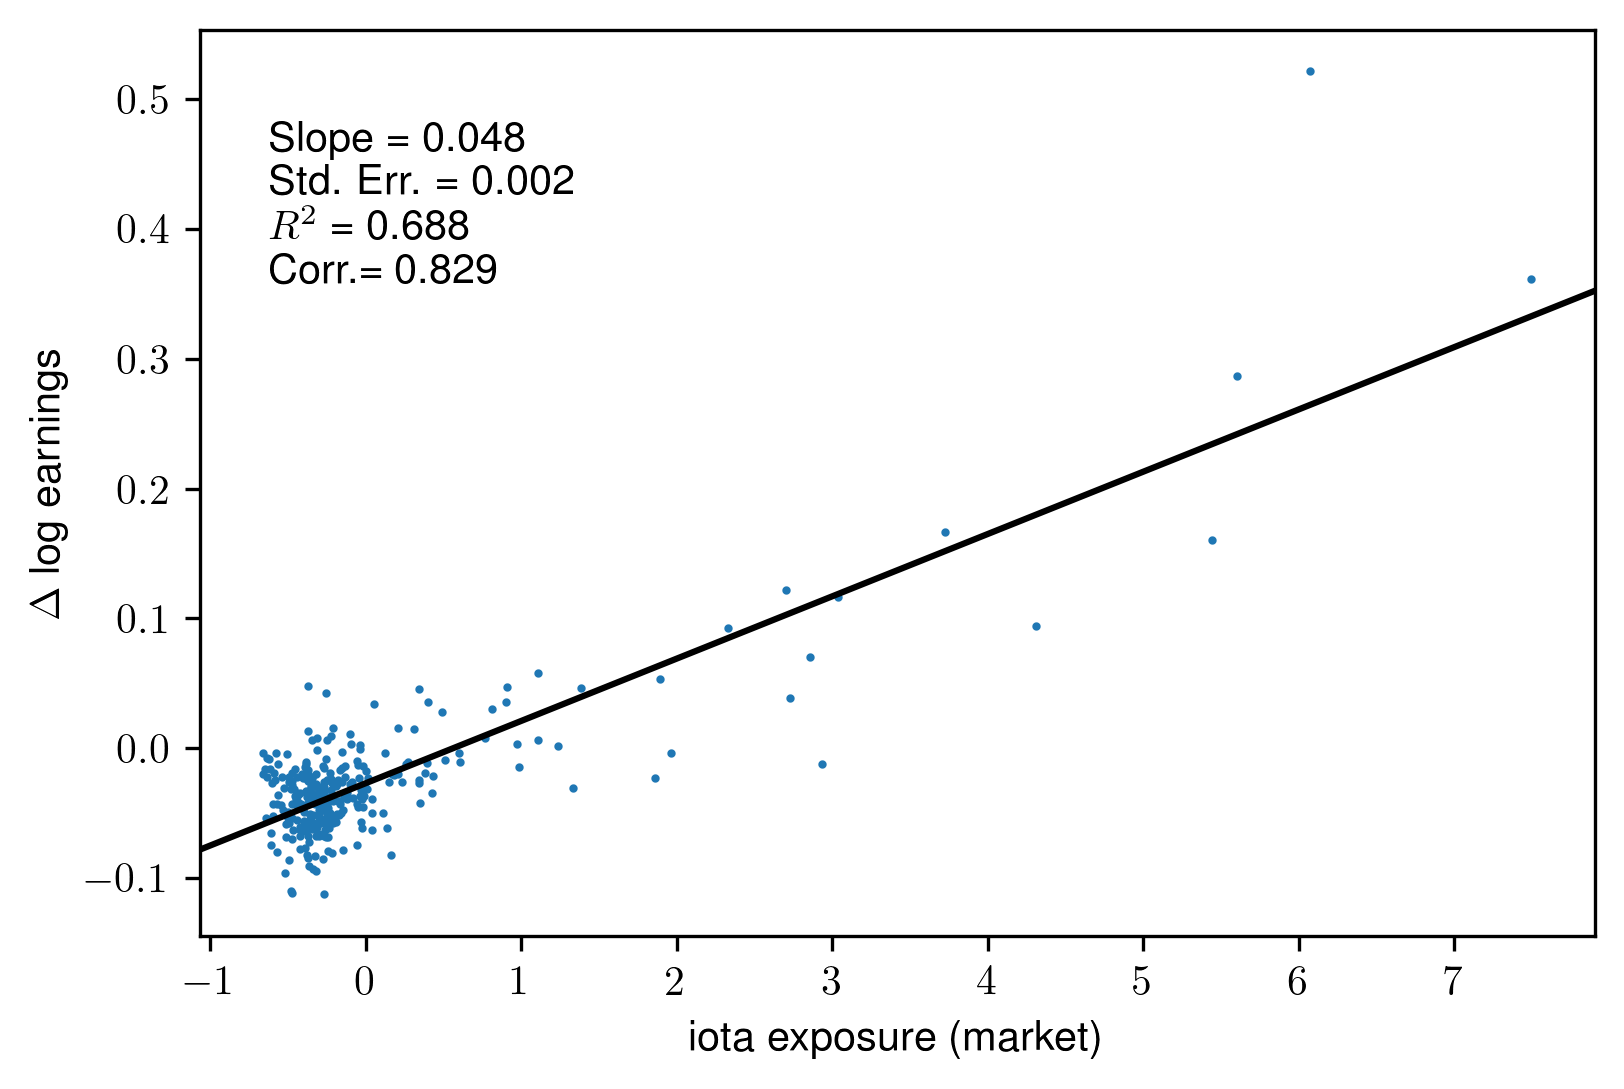 0.5
0.4
0.3
0.2
0.1
0.0
−0.1
Δ log earnings
Slope = 0.048
Std. Err. = 0.002
R² = 0.688
Corr.= 0.829
−1 0 1 2 3 4 5 6 7
iota exposure (market)